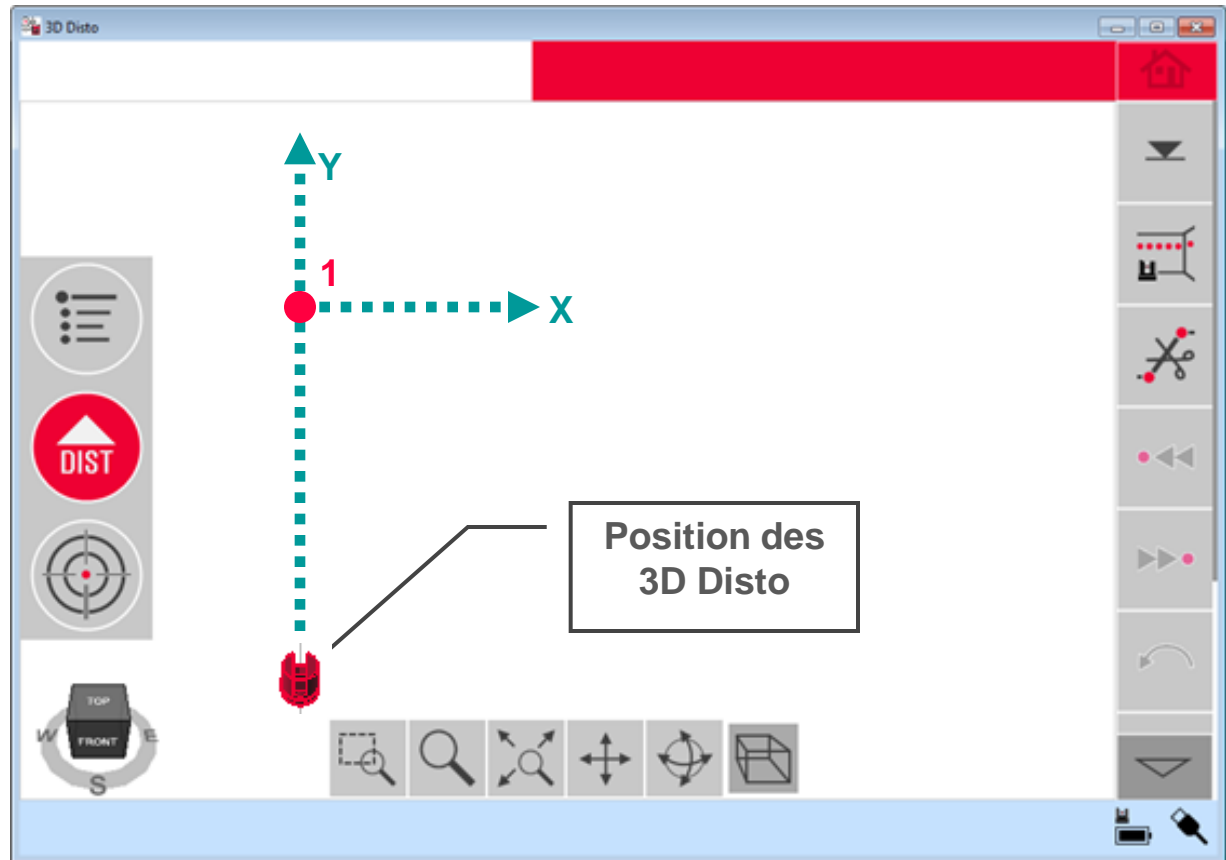 3D Disto
Y
1
X
DIST
Position des
3D Disto
TOP
FRONT
W
E
S